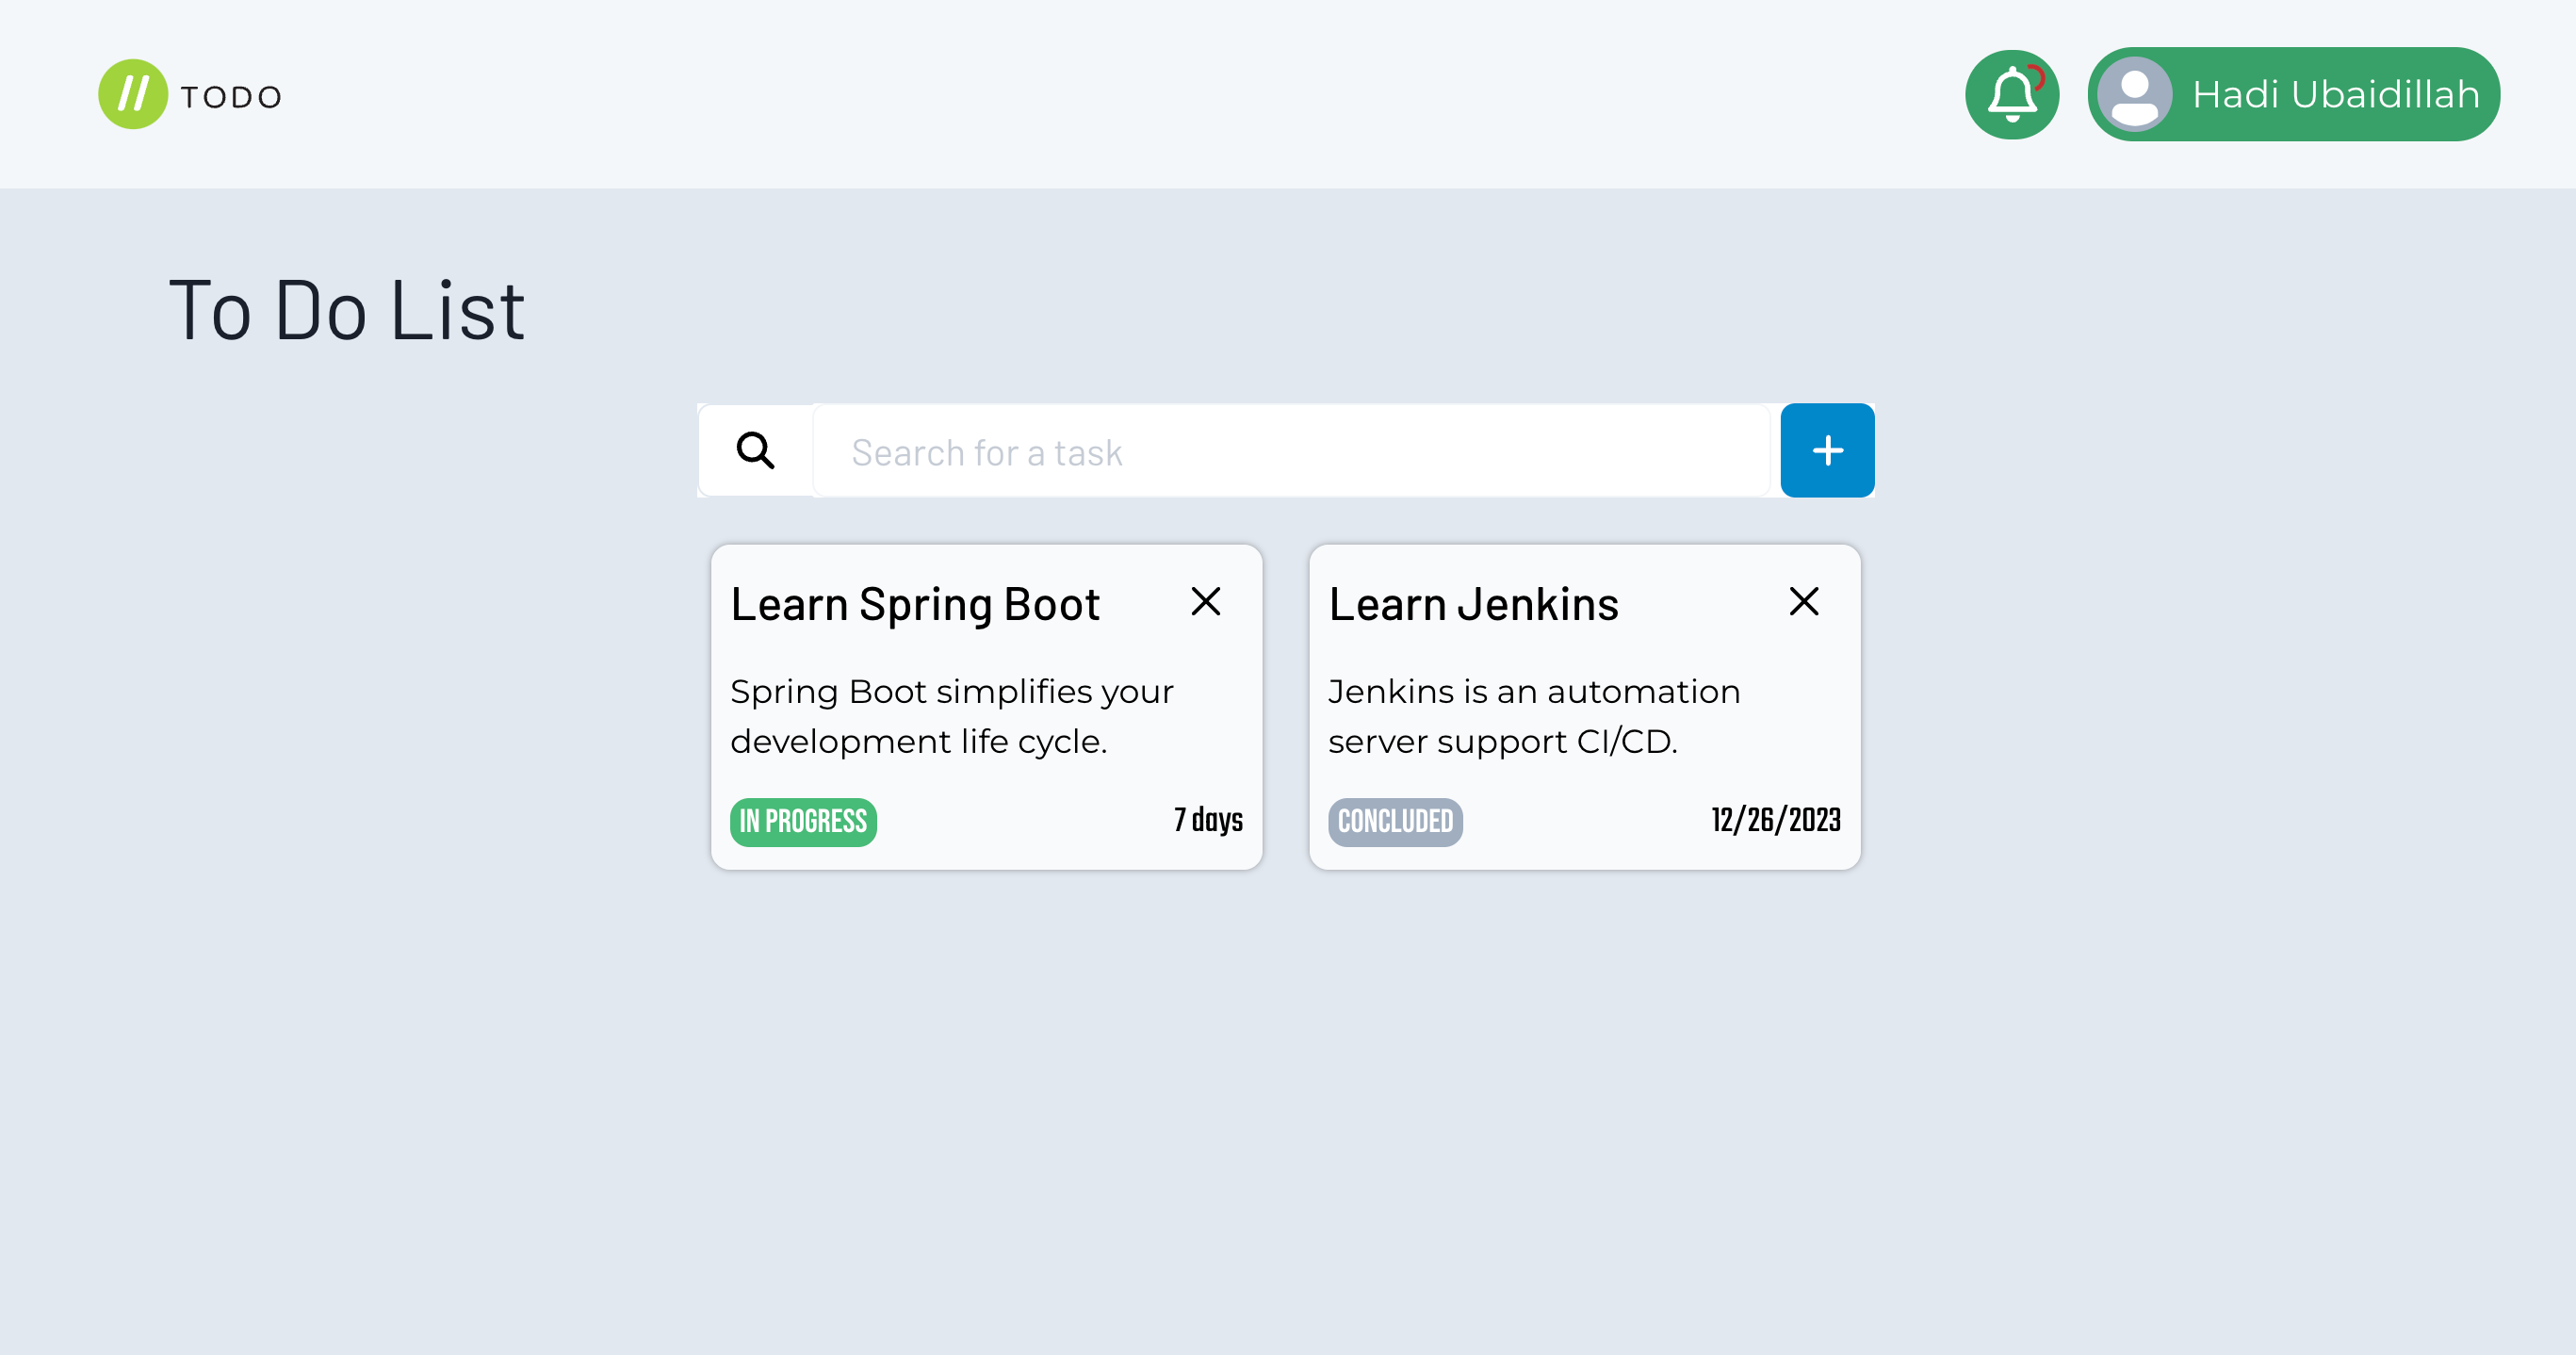 TODO
Hadi Ubaidillah
To Do List
Search for a task
Learn Spring Boot
Spring Boot simplifies your
development life cycle.
IN PROGRESS
7 days
Learn Jenkins
Jenkins is an automation
server support CI/CD.
CONCLUDED
12/26/2023